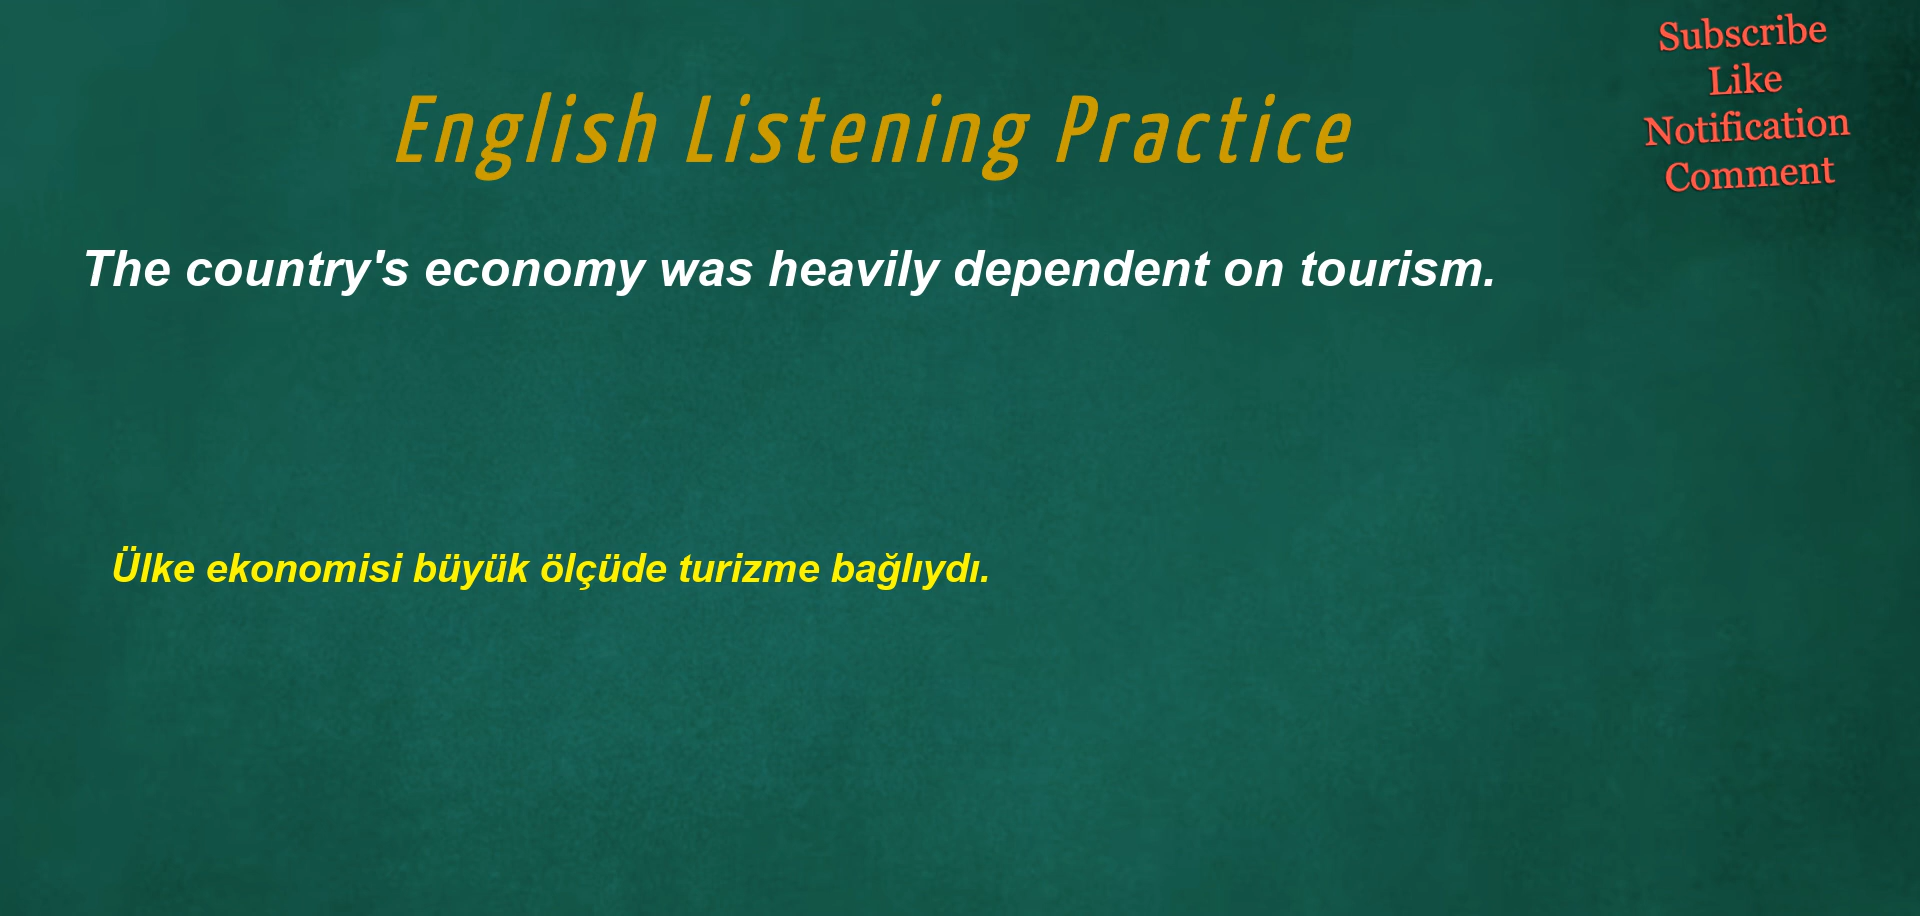 Subscribe
Like
Notification
Comment
English Listening Practice
The country's economy was heavily dependent on tourism.
Ülke ekonomisi büyük ölçüde turizme bağlıydı.